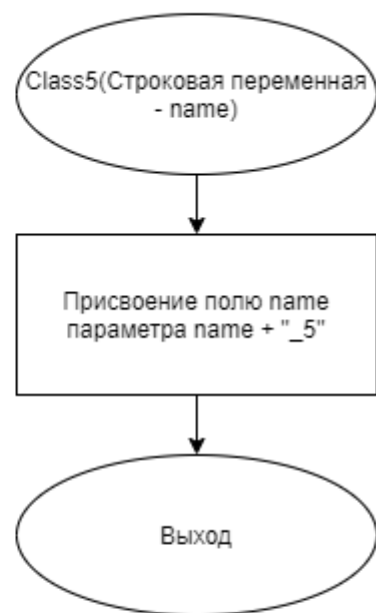 Class5(Строковая переменная
- name)
Присвоение полю name
параметра name + "_5"
Выход